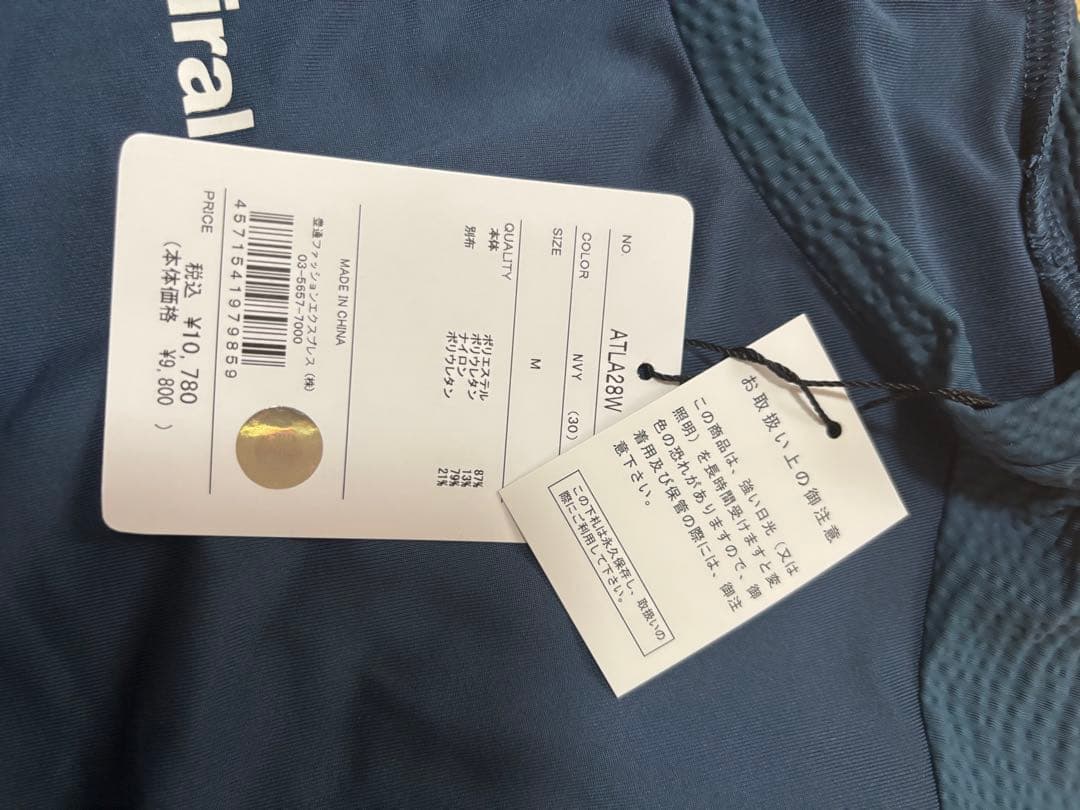 iral
NO. ATLA28W
COLOR NVY (30)
SIZE M
QUALITY
本体 ポリエステル 87%
ポリウレタン 13%
別布 ナイロン 79%
ポリウレタン 21%
MADE IN CHINA
豊通ファッションエクスプレス(株)
03-5657-7000
4571541979859
PRICE 税込 ¥10,780
(本体価格 ¥9,800 )
お取扱い上の御注意
この商品は、強い日光(又は
照明)を長時間受けますと変
色の恐れがありますので、御
着用及び保管の際には、御注
意下さい。
この下札は永久保存し、取扱いの
際にご利用して下さい。